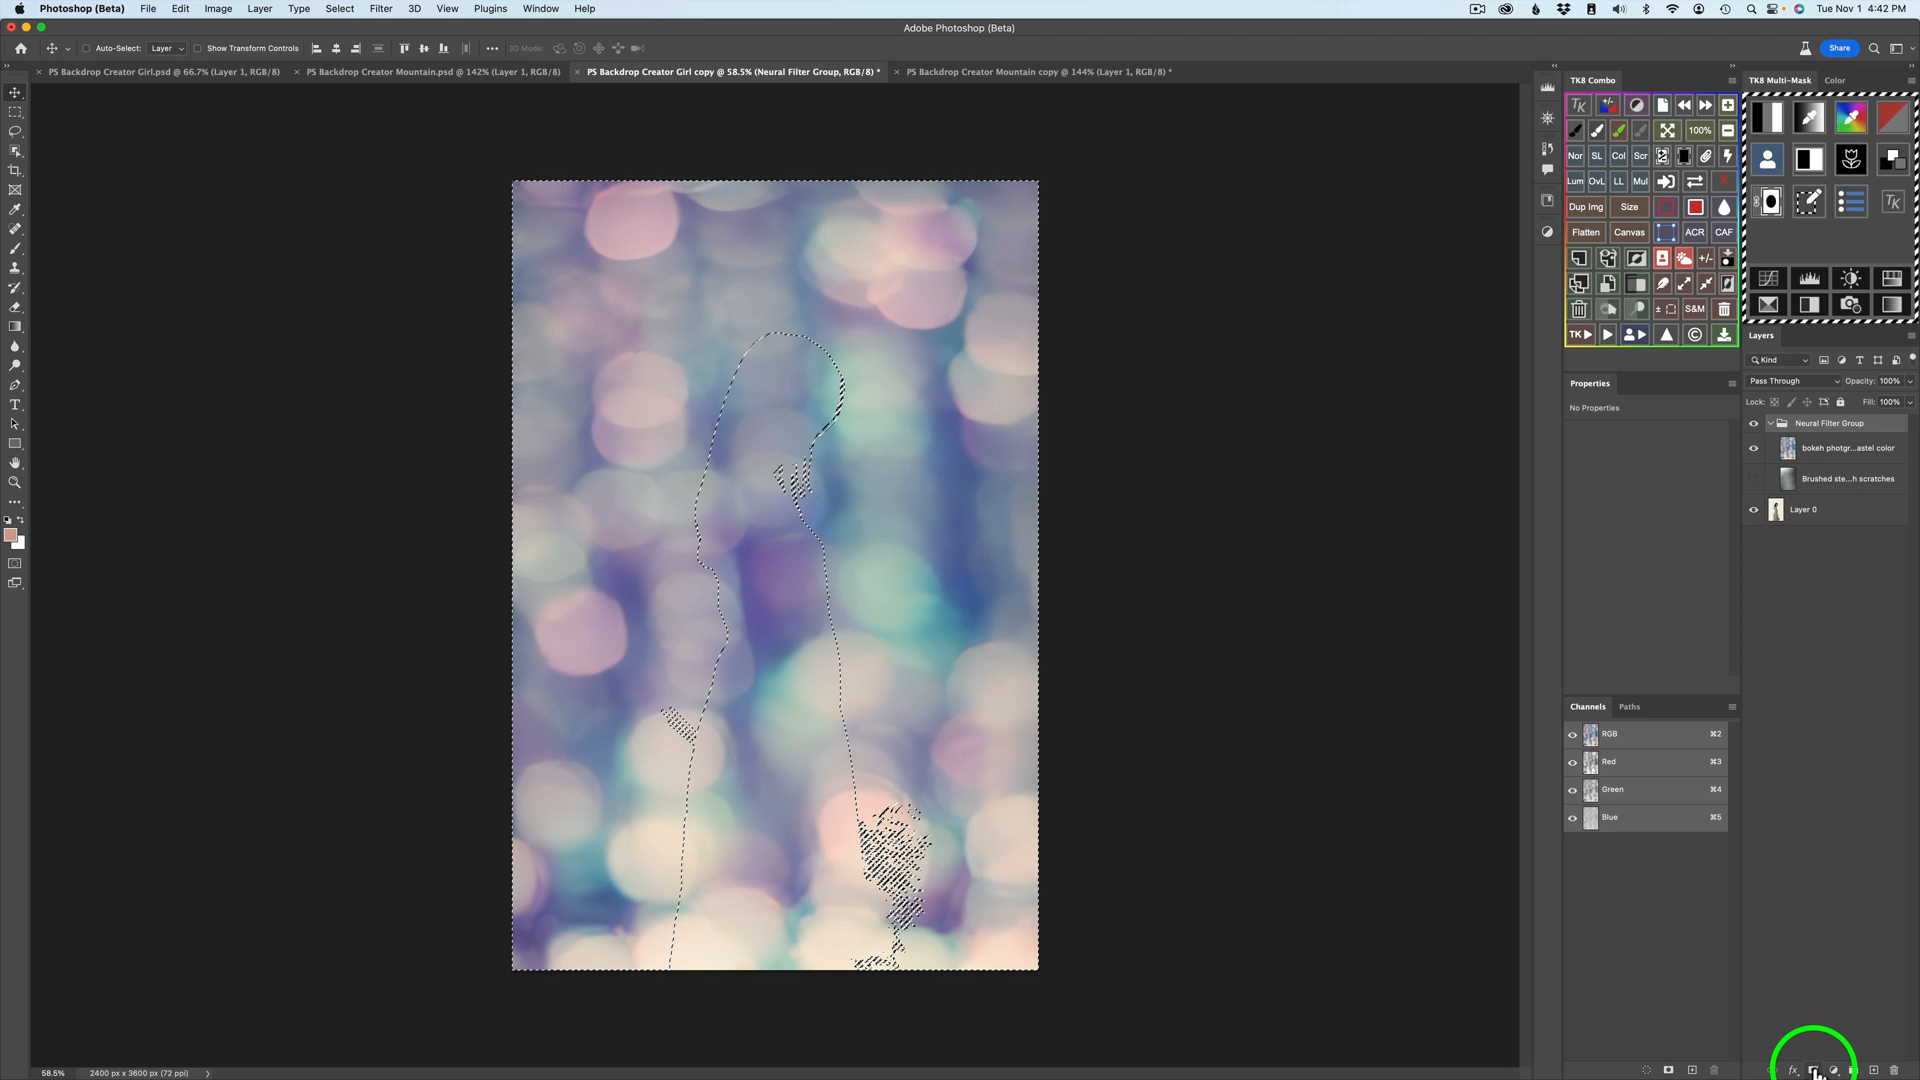 Photoshop (Beta) File Edit Image Layer Type Select Filter 3D View Plugins Window Help Tue Nov 1 4:42 PM
Adobe Photoshop (Beta)
Auto-Select: Layer Show Transform Controls 3D Mode: Share
PS Backdrop Creator Girl.psd @ 66.7% (Layer 1, RGB/8) PS Backdrop Creator Mountain.psd @ 142% (Layer 1, RGB/8) PS Backdrop Creator Girl copy @ 58.5% (Neural Filter Group, RGB/8) * PS Backdrop Creator Mountain copy @ 144% (Layer 1, RGB/8) *
TK8 Combo
TK8 Multi-Mask Color
TK +/-
100%
Nor SL Col Scr
Lum OvL LL Mul
Dup Img Size
Flatten Canvas ACR CAF
+/-
S&M
TK
TK
Layers
Kind
Pass Through Opacity: 100%
Lock: Fill: 100%
Neural Filter Group
bokeh photgr...astel color
Brushed ste...h scratches
Layer 0
fx
Properties
No Properties
Channels Paths
RGB ⌘2
Red ⌘3
Green ⌘4
Blue ⌘5
58.5% 2400 px x 3600 px (72 ppi)